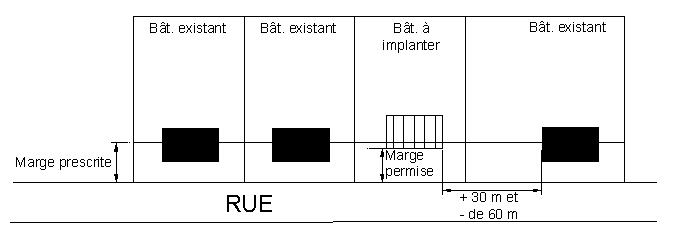 Bât. existant
Bât. existant
Bât. à
implanter
Bât. existant
Marge prescrite
Marge
permise
RUE
+ 30 m et
- de 60 m